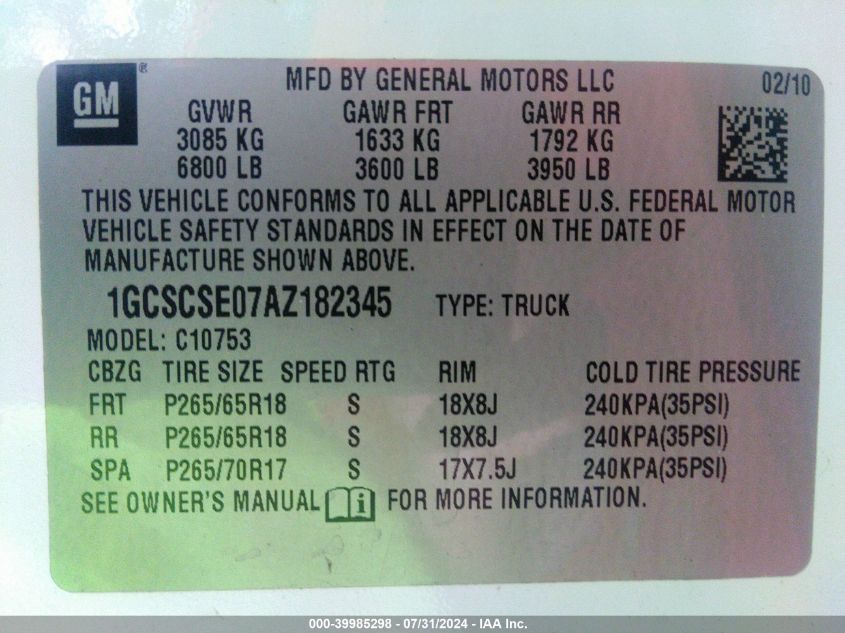 GM ® MFD BY GENERAL MOTORS LLC 02/10
GVWR GAWR FRT GAWR RR
3085 KG 1633 KG 1792 KG
6800 LB 3600 LB 3950 LB
THIS VEHICLE CONFORMS TO ALL APPLICABLE U.S. FEDERAL MOTOR
VEHICLE SAFETY STANDARDS IN EFFECT ON THE DATE OF
MANUFACTURE SHOWN ABOVE.
1GCSCSE07AZ182345 TYPE: TRUCK
MODEL: C10753
CBZG TIRE SIZE SPEED RTG RIM COLD TIRE PRESSURE
FRT P265/65R18 S 18X8J 240KPA(35PSI)
RR P265/65R18 S 18X8J 240KPA(35PSI)
SPA P265/70R17 S 17X7.5J 240KPA(35PSI)
SEE OWNER'S MANUAL i FOR MORE INFORMATION.
000-39985298 - 07/31/2024 - IAA Inc.